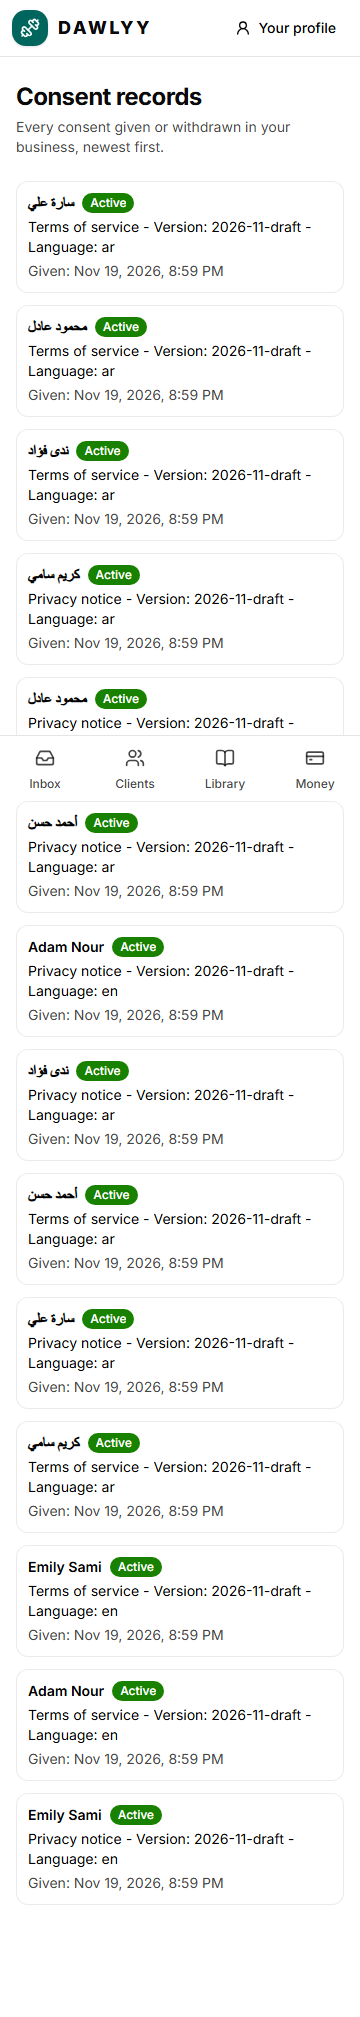 DAWLYY
Your profile
Consent records
Every consent given or withdrawn in your
business, newest first.
سارة علي Active
Terms of service - Version: 2026-11-draft -
Language: ar
Given: Nov 19, 2026, 8:59 PM
محمود عادل Active
Terms of service - Version: 2026-11-draft -
Language: ar
Given: Nov 19, 2026, 8:59 PM
ندى فؤاد Active
Terms of service - Version: 2026-11-draft -
Language: ar
Given: Nov 19, 2026, 8:59 PM
كريم سامي Active
Privacy notice - Version: 2026-11-draft -
Language: ar
Given: Nov 19, 2026, 8:59 PM
محمود عادل Active
Privacy notice - Version: 2026-11-draft -
Inbox
Clients
Library
Money
أحمد حسن Active
Privacy notice - Version: 2026-11-draft -
Language: ar
Given: Nov 19, 2026, 8:59 PM
Adam Nour Active
Privacy notice - Version: 2026-11-draft -
Language: en
Given: Nov 19, 2026, 8:59 PM
ندى فؤاد Active
Privacy notice - Version: 2026-11-draft -
Language: ar
Given: Nov 19, 2026, 8:59 PM
أحمد حسن Active
Terms of service - Version: 2026-11-draft -
Language: ar
Given: Nov 19, 2026, 8:59 PM
سارة علي Active
Privacy notice - Version: 2026-11-draft -
Language: ar
Given: Nov 19, 2026, 8:59 PM
كريم سامي Active
Terms of service - Version: 2026-11-draft -
Language: ar
Given: Nov 19, 2026, 8:59 PM
Emily Sami Active
Terms of service - Version: 2026-11-draft -
Language: en
Given: Nov 19, 2026, 8:59 PM
Adam Nour Active
Terms of service - Version: 2026-11-draft -
Language: en
Given: Nov 19, 2026, 8:59 PM
Emily Sami Active
Privacy notice - Version: 2026-11-draft -
Language: en
Given: Nov 19, 2026, 8:59 PM